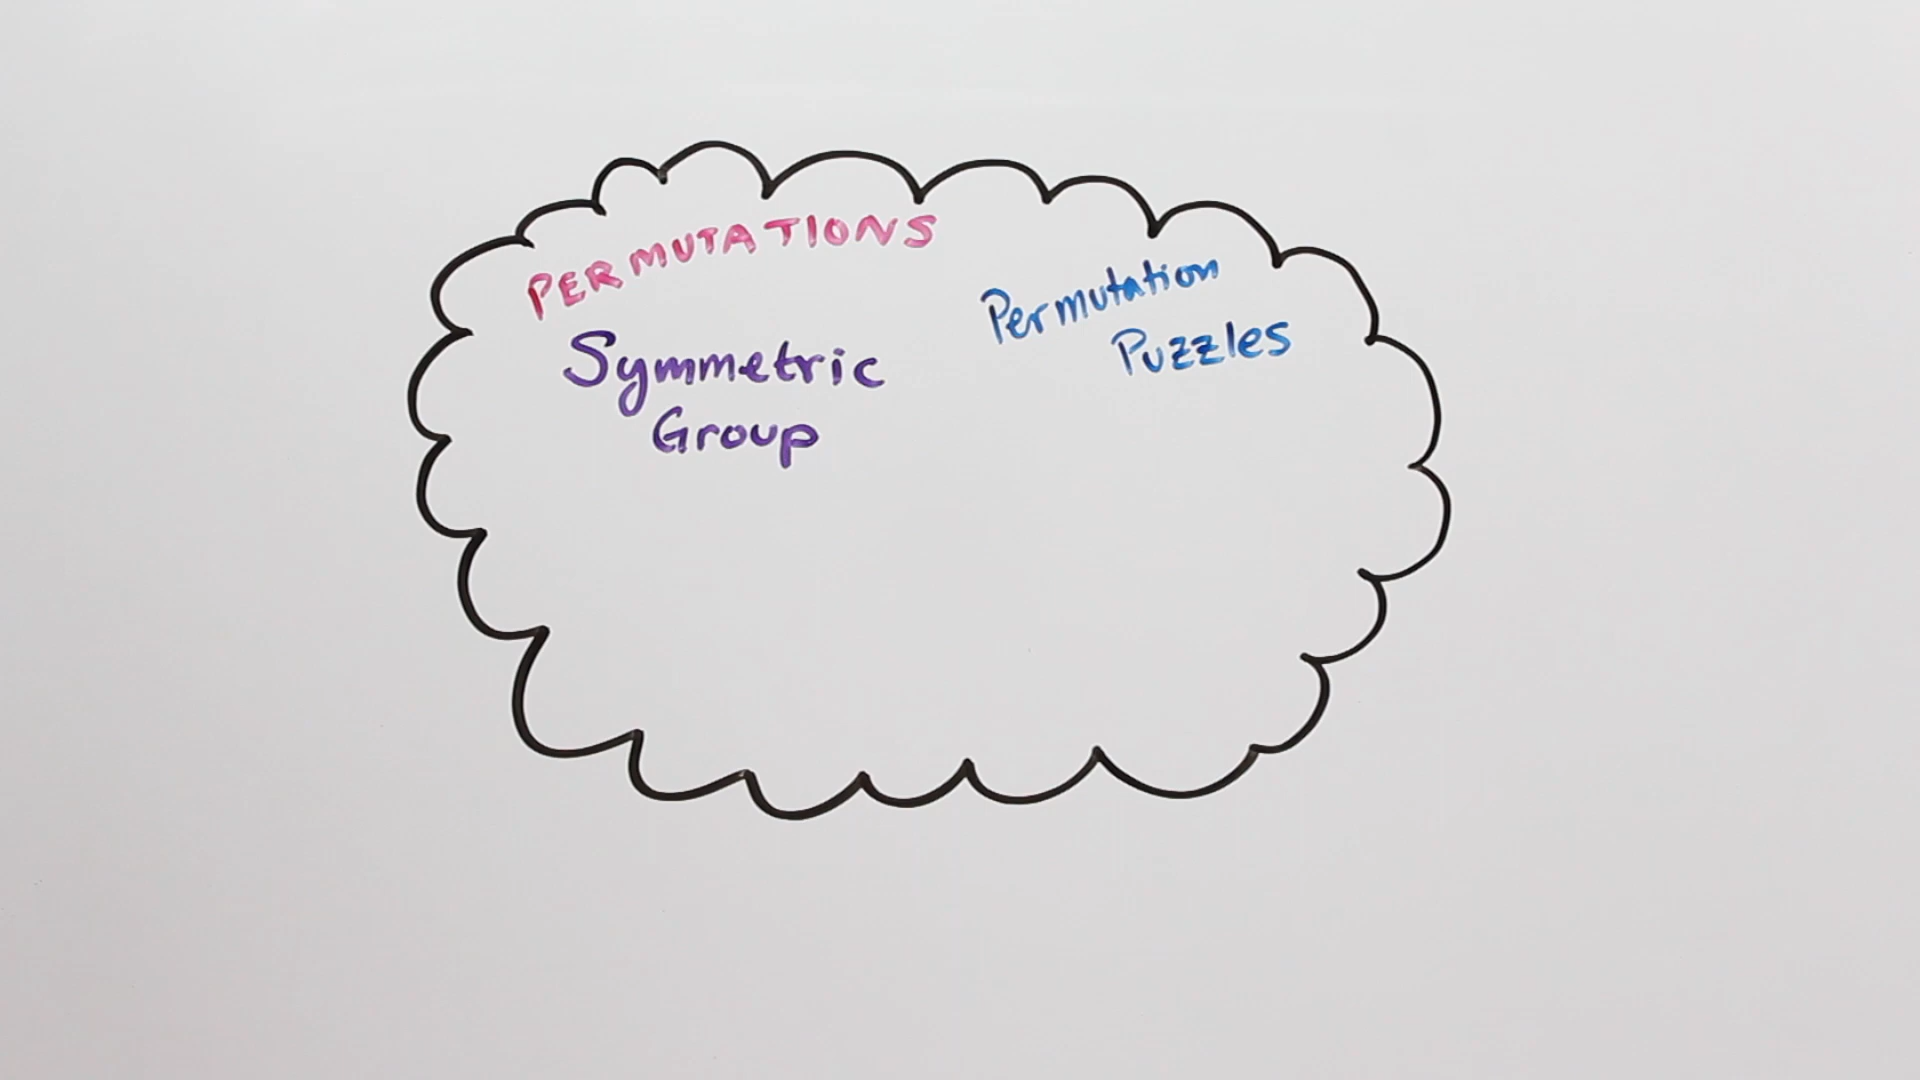 PERMUTATIONS
Symmetric
Group
Permutation
Puzzles